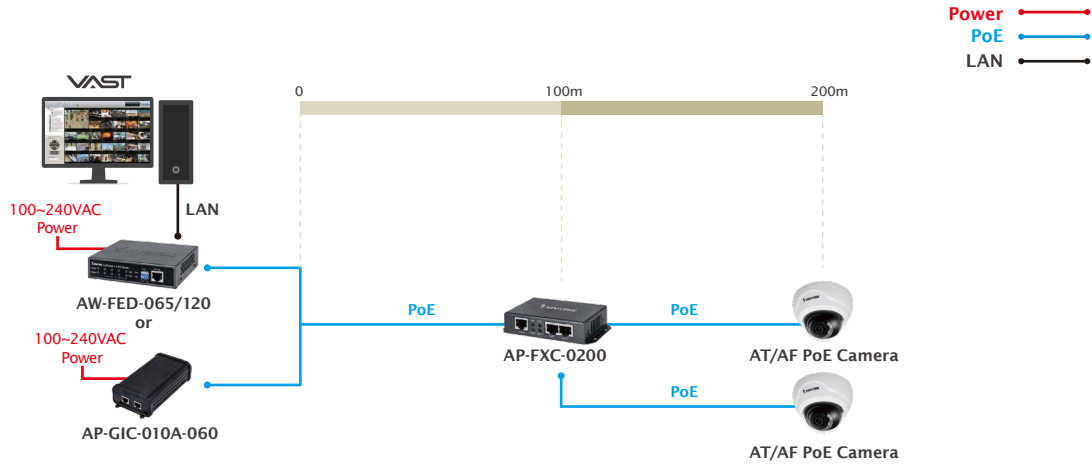 Power
PoE
LAN
VAST
0
100m
200m
LAN
100~240VAC
Power
AW-FED-065/120
or
100~240VAC
Power
AP-GIC-010A-060
PoE
AP-FXC-0200
PoE
AT/AF PoE Camera
PoE
AT/AF PoE Camera